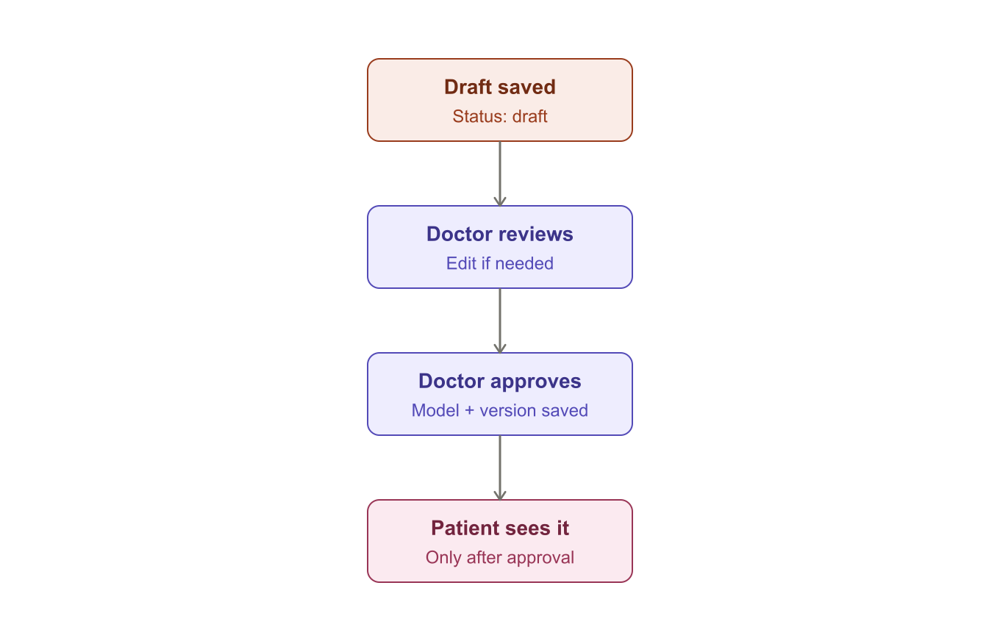 Draft saved
Status: draft
Doctor reviews
Edit if needed
Doctor approves
Model + version saved
Patient sees it
Only after approval